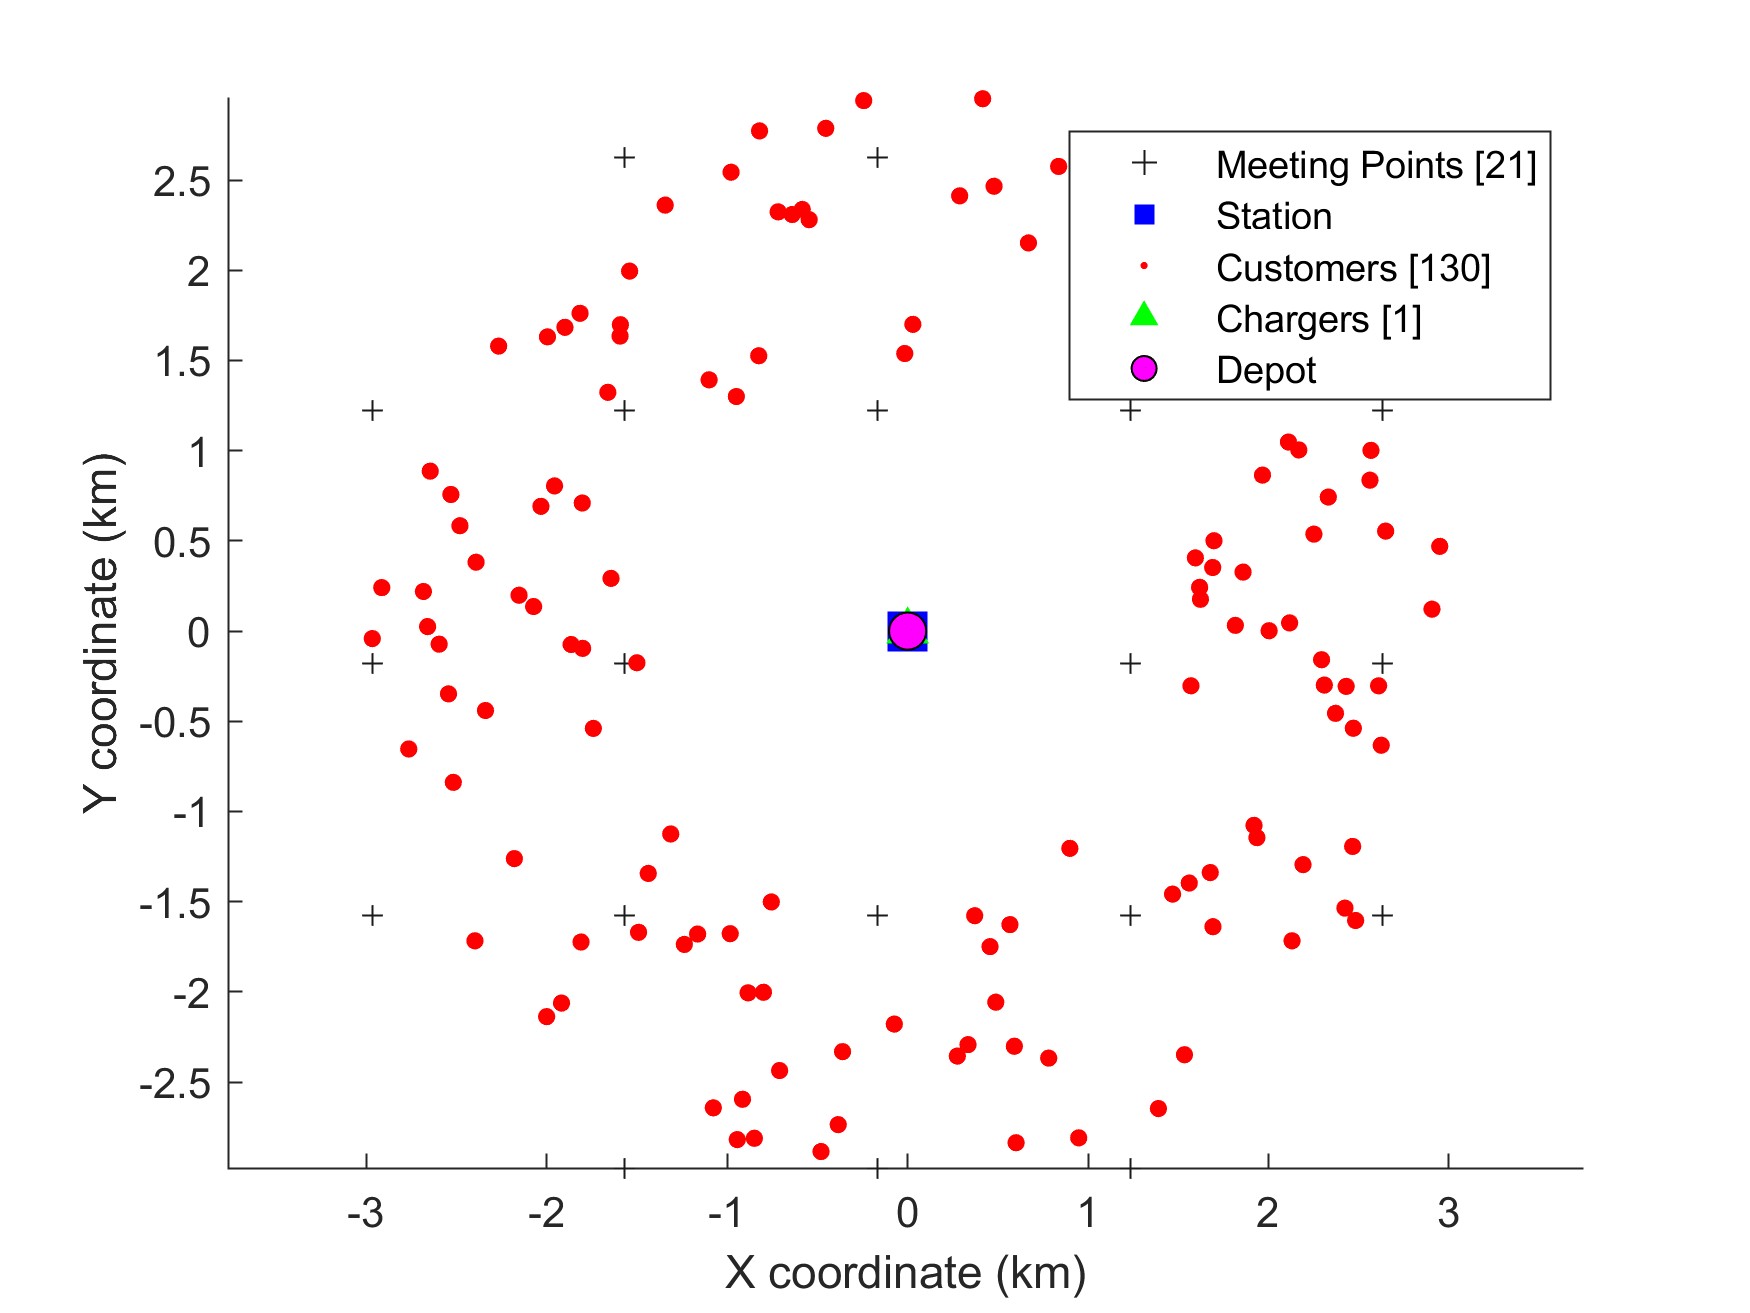 Meeting Points [21]
Station
Customers [130]
Chargers [1]
Depot
2.5
2
1.5
1
0.5
0
-0.5
-1
-1.5
-2
-2.5
Y coordinate (km)
-3 -2 -1 0 1 2 3
X coordinate (km)